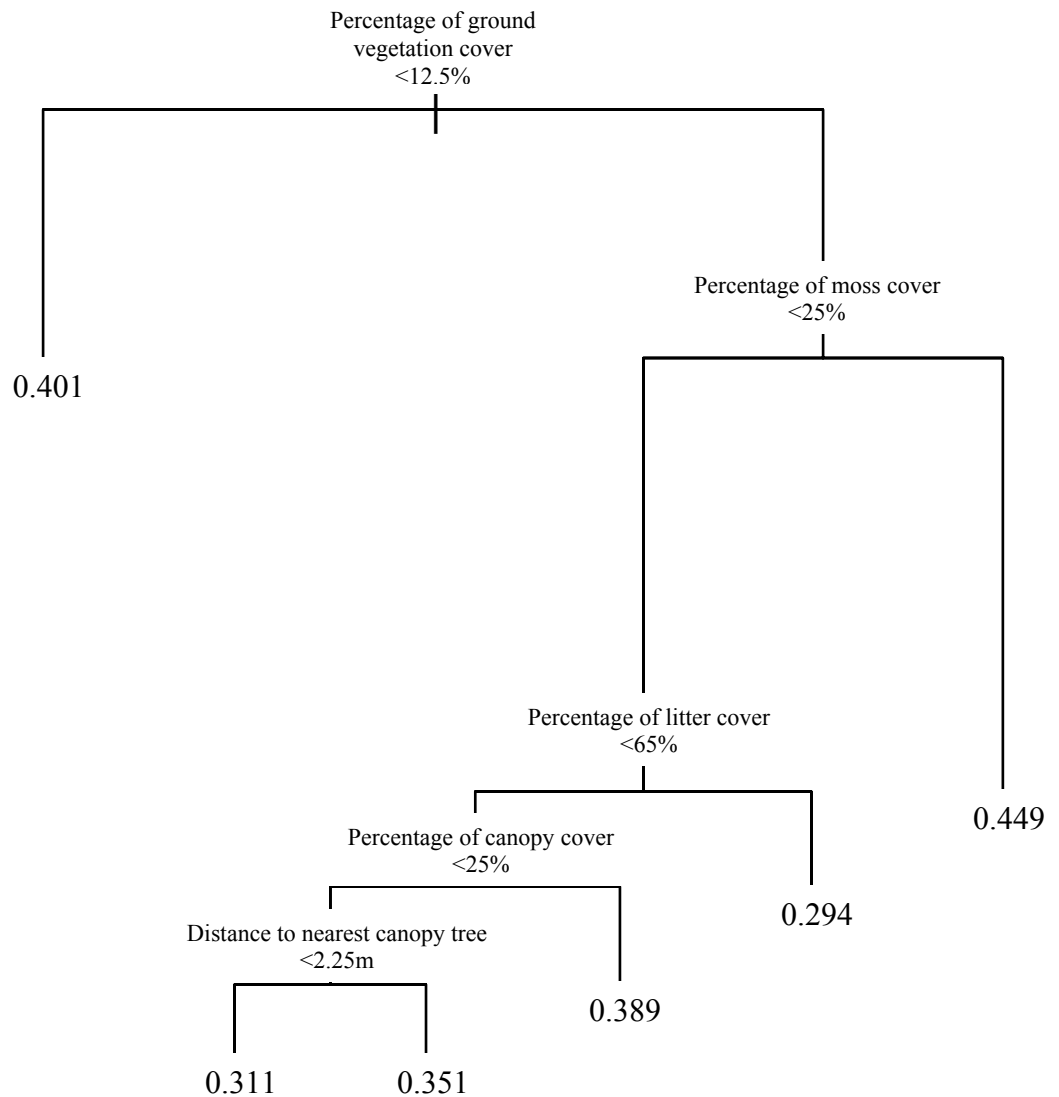 Percentage of ground
vegetation cover
<12.5%
Percentage of moss cover
<25%
0.401
Percentage of litter cover
<65%
0.449
Percentage of canopy cover
<25%
0.294
Distance to nearest canopy tree
<2.25m
0.389
0.311
0.351